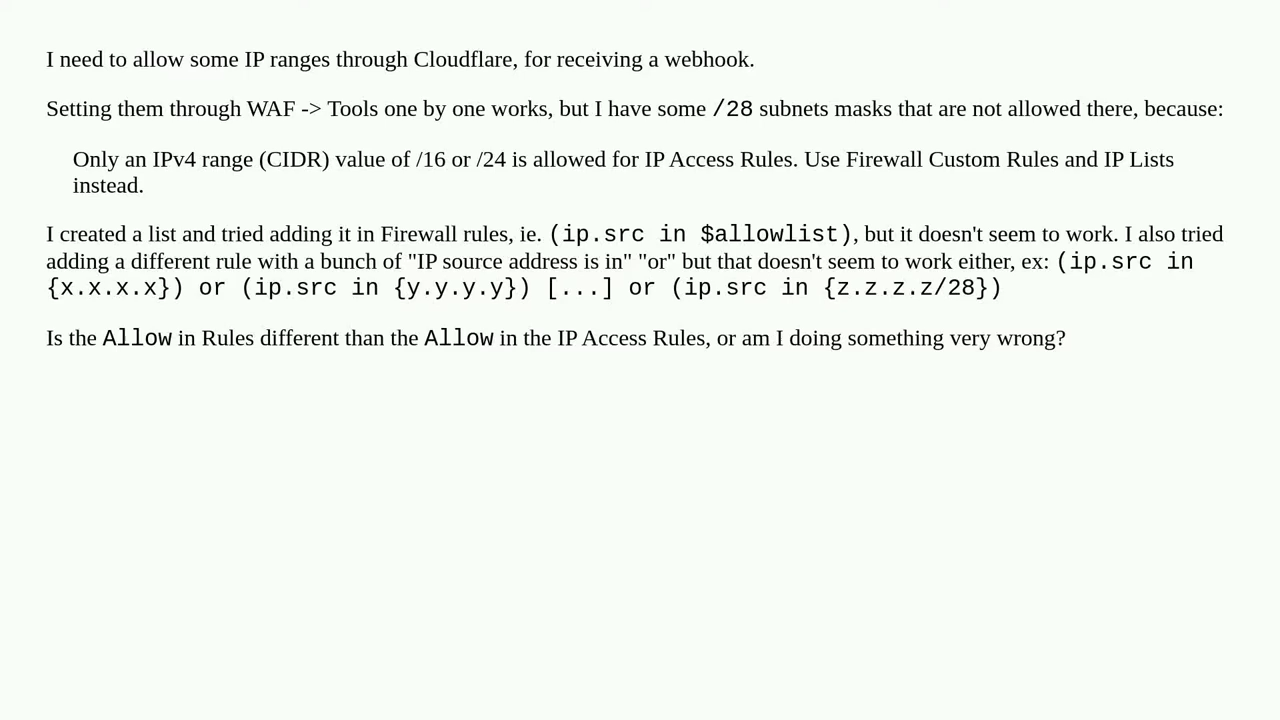 I need to allow some IP ranges through Cloudflare, for receiving a webhook.
Setting them through WAF -> Tools one by one works, but I have some /28 subnets masks that are not allowed there, because:
Only an IPv4 range (CIDR) value of /16 or /24 is allowed for IP Access Rules. Use Firewall Custom Rules and IP Lists
instead.
I created a list and tried adding it in Firewall rules, ie. (ip.src in $allowlist), but it doesn't seem to work. I also tried
adding a different rule with a bunch of "IP source address is in" "or" but that doesn't seem to work either, ex: (ip.src in
{x.x.x.x}) or (ip.src in {y.y.y.y}) [...] or (ip.src in {z.z.z.z/28})
Is the Allow in Rules different than the Allow in the IP Access Rules, or am I doing something very wrong?